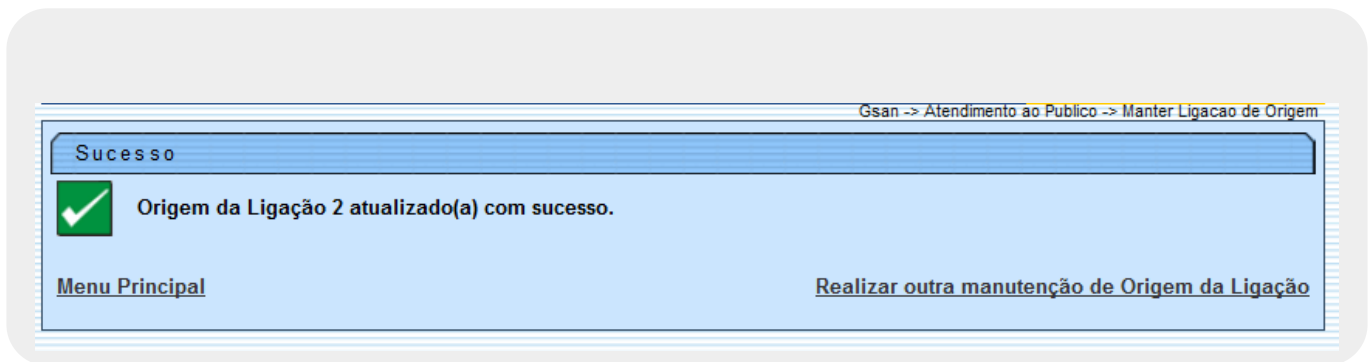 Gsan -> Atendimento ao Publico -> Manter Ligacao de Origem
Sucesso
Origem da Ligação 2 atualizado(a) com sucesso.
Menu Principal
Realizar outra manutenção de Origem da Ligação